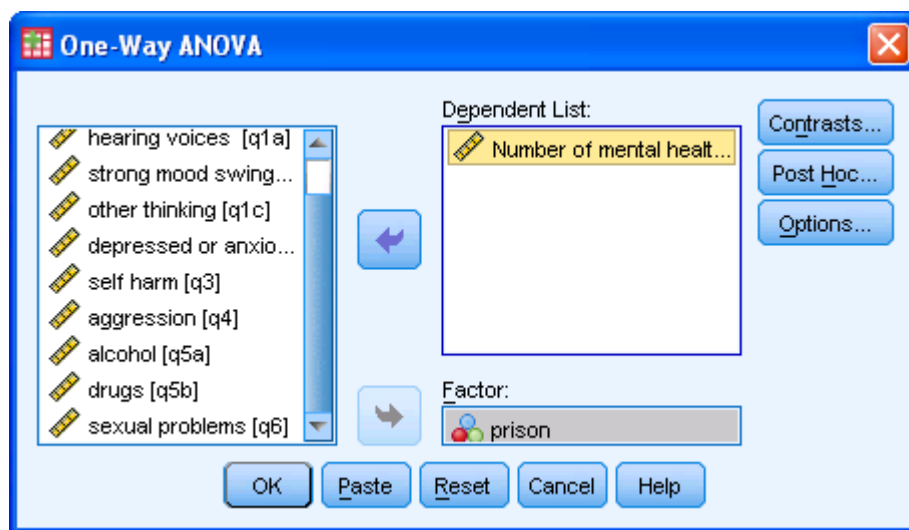 One-Way ANOVA
hearing voices [q1a]
strong mood swing...
other thinking [q1c]
depressed or anxio...
self harm [q3]
aggression [q4]
alcohol [q5a]
drugs [q5b]
sexual problems [q6]
Dependent List:
Number of mental healt...
Factor:
prison
Contrasts...
Post Hoc...
Options...
OK Paste Reset Cancel Help